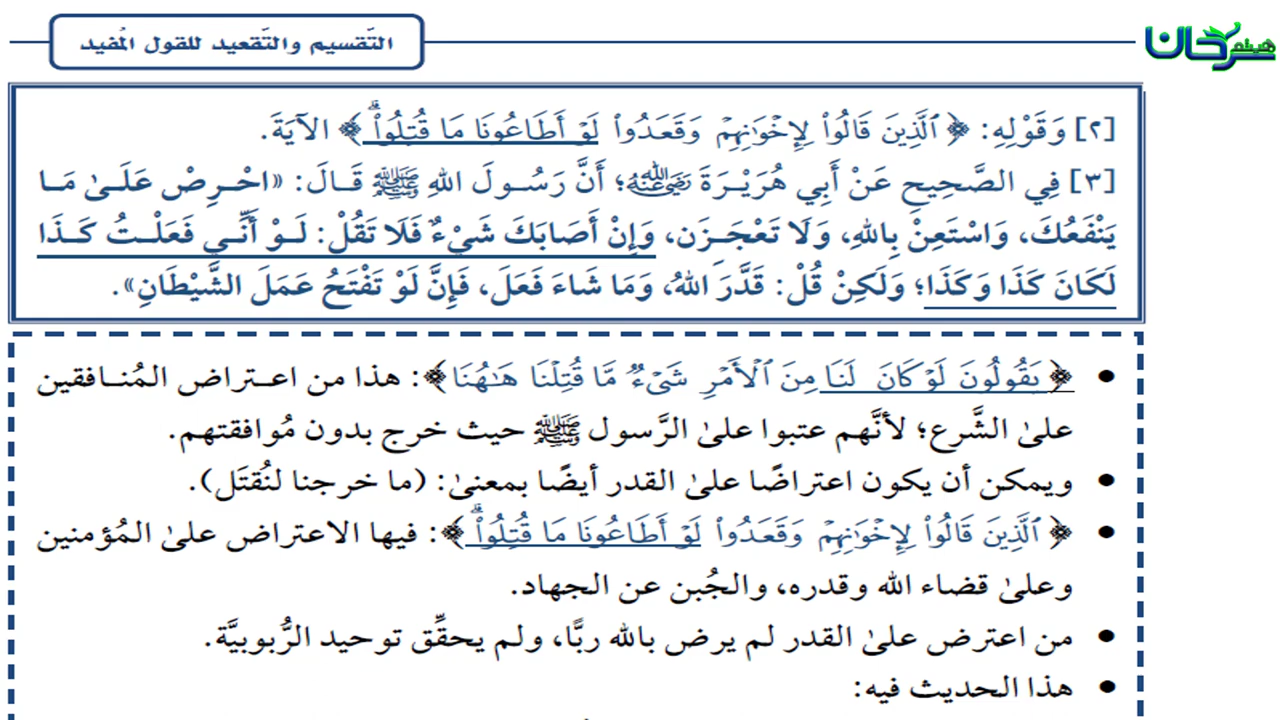 التَّقسيم والتَّقعيد للقول المُفيد
هيثم سرحان
[٢] وَقَوْلِهِ: ﴿ٱلَّذِينَ قَالُوا۟ لِإِخْوَٰنِهِمْ وَقَعَدُوا۟ لَوْ أَطَاعُونَا مَا قُتِلُوا۟ۗ﴾ الآيَةَ.
[٣] فِي الصَّحِيحِ عَنْ أَبِي هُرَيْرَةَ رَضِيَ اللهُ عَنْهُ؛ أَنَّ رَسُولَ اللهِ ﷺ قَالَ: «احْرِصْ عَلَىٰ مَا
يَنْفَعُكَ، وَاسْتَعِنْ بِاللهِ، وَلَا تَعْجَزَن، وَإِنْ أَصَابَكَ شَيْءٌ فَلَا تَقُلْ: لَوْ أَنِّي فَعَلْتُ كَذَا
لَكَانَ كَذَا وَكَذَا؛ وَلَكِنْ قُلْ: قَدَّرَ اللهُ، وَمَا شَاءَ فَعَلَ، فَإِنَّ لَوْ تَفْتَحُ عَمَلَ الشَّيْطَانِ».
• ﴿يَقُولُونَ لَوْ كَانَ لَنَا مِنَ ٱلْأَمْرِ شَىْءٌ مَّا قُتِلْنَا هَـٰهُنَا﴾: هذا من اعتراض المُنافقين
علىٰ الشَّرع؛ لأنَّهم عتبوا علىٰ الرَّسول ﷺ حيث خرج بدون مُوافقتهم.
• ويمكن أن يكون اعتراضًا علىٰ القدر أيضًا بمعنىٰ: (ما خرجنا لنُقتَل).
• ﴿ٱلَّذِينَ قَالُوا۟ لِإِخْوَٰنِهِمْ وَقَعَدُوا۟ لَوْ أَطَاعُونَا مَا قُتِلُوا۟ۗ﴾: فيها الاعتراض علىٰ المُؤمنين
وعلىٰ قضاء الله وقدره، والجُبن عن الجهاد.
• من اعترض علىٰ القدر لم يرض بالله ربًّا، ولم يحقِّق توحيد الرُّبوبيَّة.
• هذا الحديث فيه: